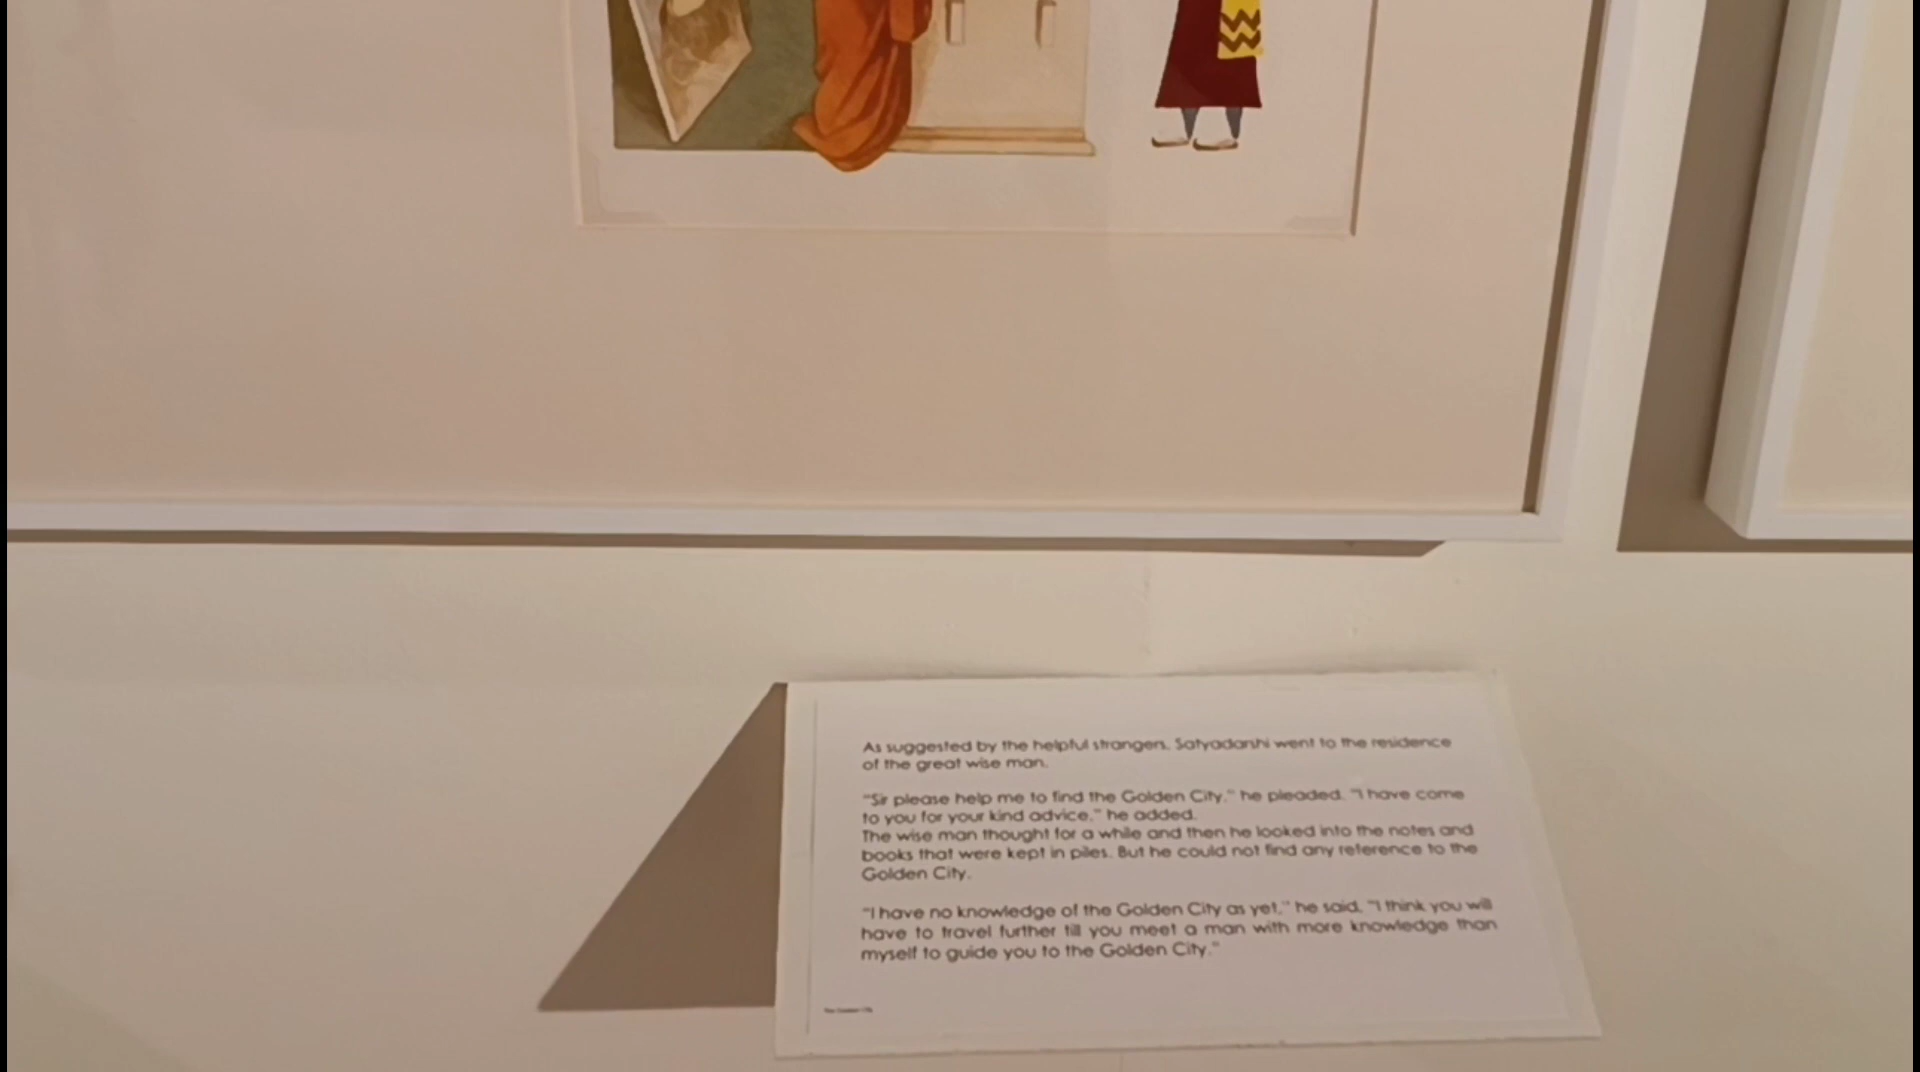 As suggested by the helpful strangers, Satyadarshi went to the residence
of the great wise man.
"Sir please help me to find the Golden City," he pleaded. "I have come
to you for your kind advice," he added.
The wise man thought for a while and then he looked into the notes and
books that were kept in piles. But he could not find any reference to the
Golden City.
"I have no knowledge of the Golden City as yet," he said, "I think you will
have to travel further till you meet a man with more knowledge than
myself to guide you to the Golden City."
The Golden City